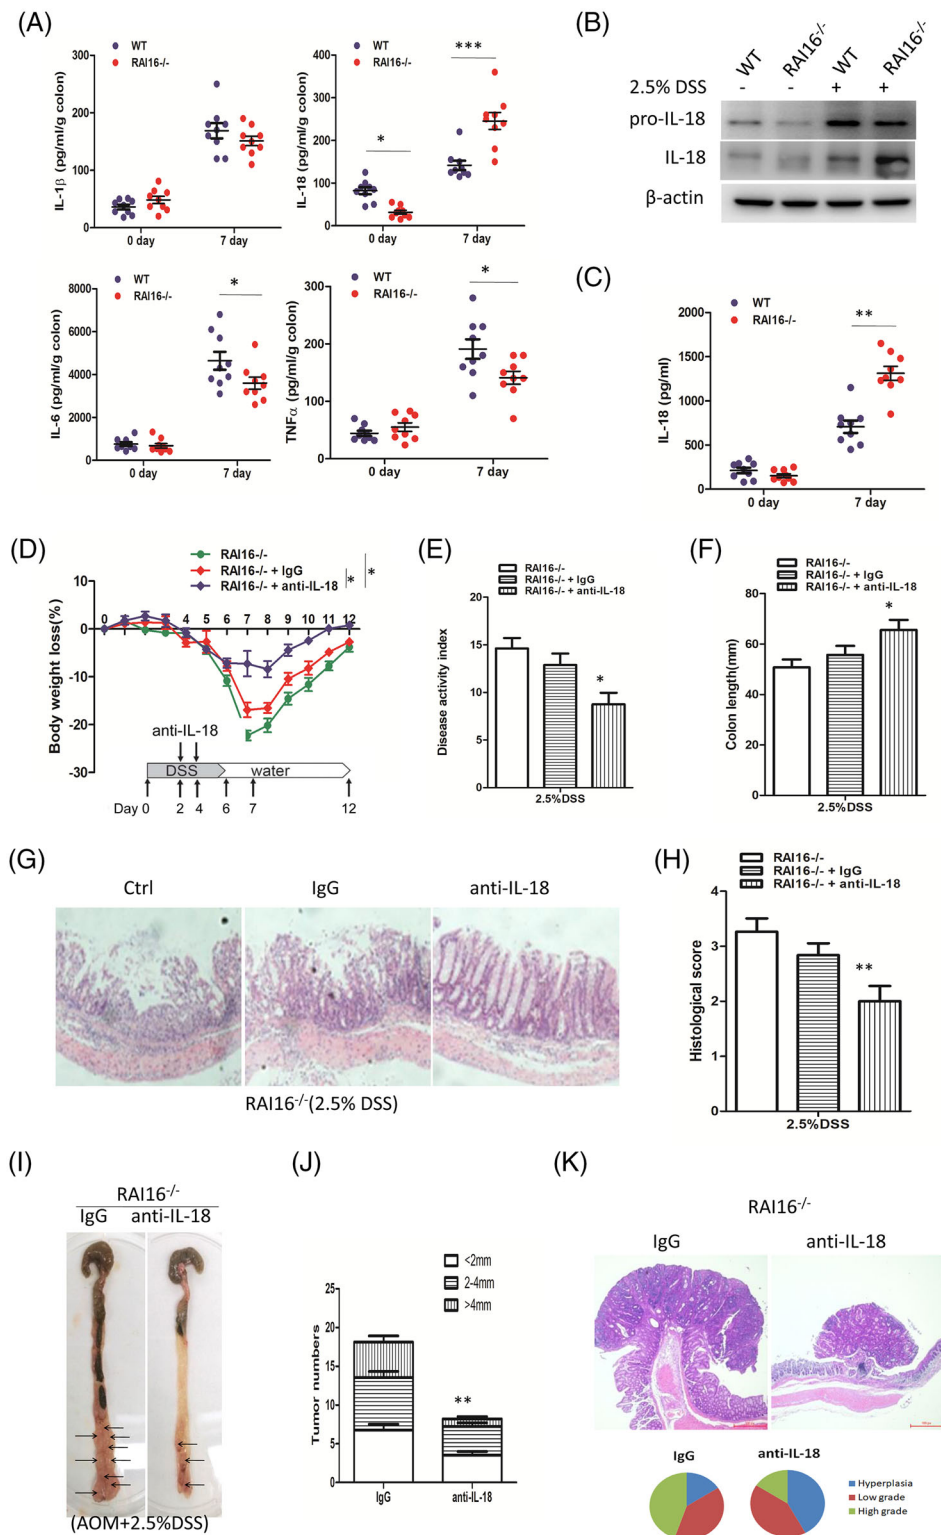 (A)
WT
RAI16-/-
IL-1β (pg/ml/g colon)
300
200
100
0
0 day
7 day
WT
RAI16-/-
***
*
IL-18 (pg/ml/g colon)
400
300
200
100
0
0 day
7 day
WT
RAI16-/-
*
IL-6 (pg/ml/g colon)
8000
6000
4000
2000
0
0 day
7 day
WT
RAI16-/-
*
TNFα (pg/ml/g colon)
300
200
100
0
0 day
7 day
(B)
WT
RAI16-/-
WT
RAI16-/-
2.5% DSS - - + +
pro-IL-18
IL-18
β-actin
(C)
WT
RAI16-/-
**
IL-18 (pg/ml)
2000
1500
1000
500
0
0 day
7 day
(D)
RAI16-/-
RAI16-/- + IgG
RAI16-/- + anti-IL-18
* *
Body weight loss(%)
10
0
-10
-20
-30
0 4 5 6 7 8 9 10 11 12
anti-IL-18
DSS water
Day 0 2 4 6 7 12
(E)
RAI16-/-
RAI16-/- + IgG
RAI16-/- + anti-IL-18
Disease activity index
20
15
10
5
0
*
2.5%DSS
(F)
RAI16-/-
RAI16-/- + IgG
RAI16-/- + anti-IL-18
Colon length(mm)
80
60
40
20
0
*
2.5%DSS
(G)
Ctrl IgG anti-IL-18
RAI16-/-(2.5% DSS)
(H)
RAI16-/-
RAI16-/- + IgG
RAI16-/- + anti-IL-18
Histological score
4
3
2
1
0
**
2.5%DSS
(I)
RAI16-/-
IgG anti-IL-18
(AOM+2.5%DSS)
(J)
<2mm
2-4mm
>4mm
Tumor numbers
25
20
15
10
5
0
**
IgG anti-IL-18
(K)
RAI16-/-
IgG anti-IL-18
IgG anti-IL-18
Hyperplasia
Low grade
High grade